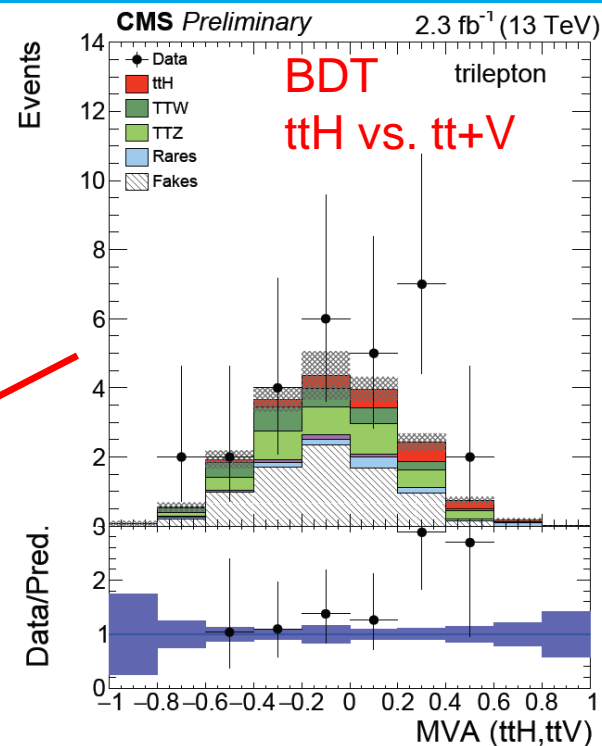 CMS Preliminary 2.3 fb⁻¹ (13 TeV)
Events
14
12
10
8
6
4
2
Data
ttH
TTW
TTZ
Rares
Fakes
BDT
ttH vs. tt+V
trilepton
Data/Pred.
3
2
1
0
−1 −0.8 −0.6 −0.4 −0.2 0 0.2 0.4 0.6 0.8 1
MVA (ttH,ttV)